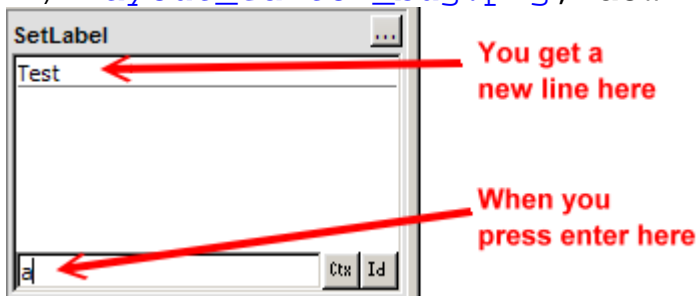 SetLabel
...
You get a
new line here
Test
When you
press enter here
a
Ctx
Id